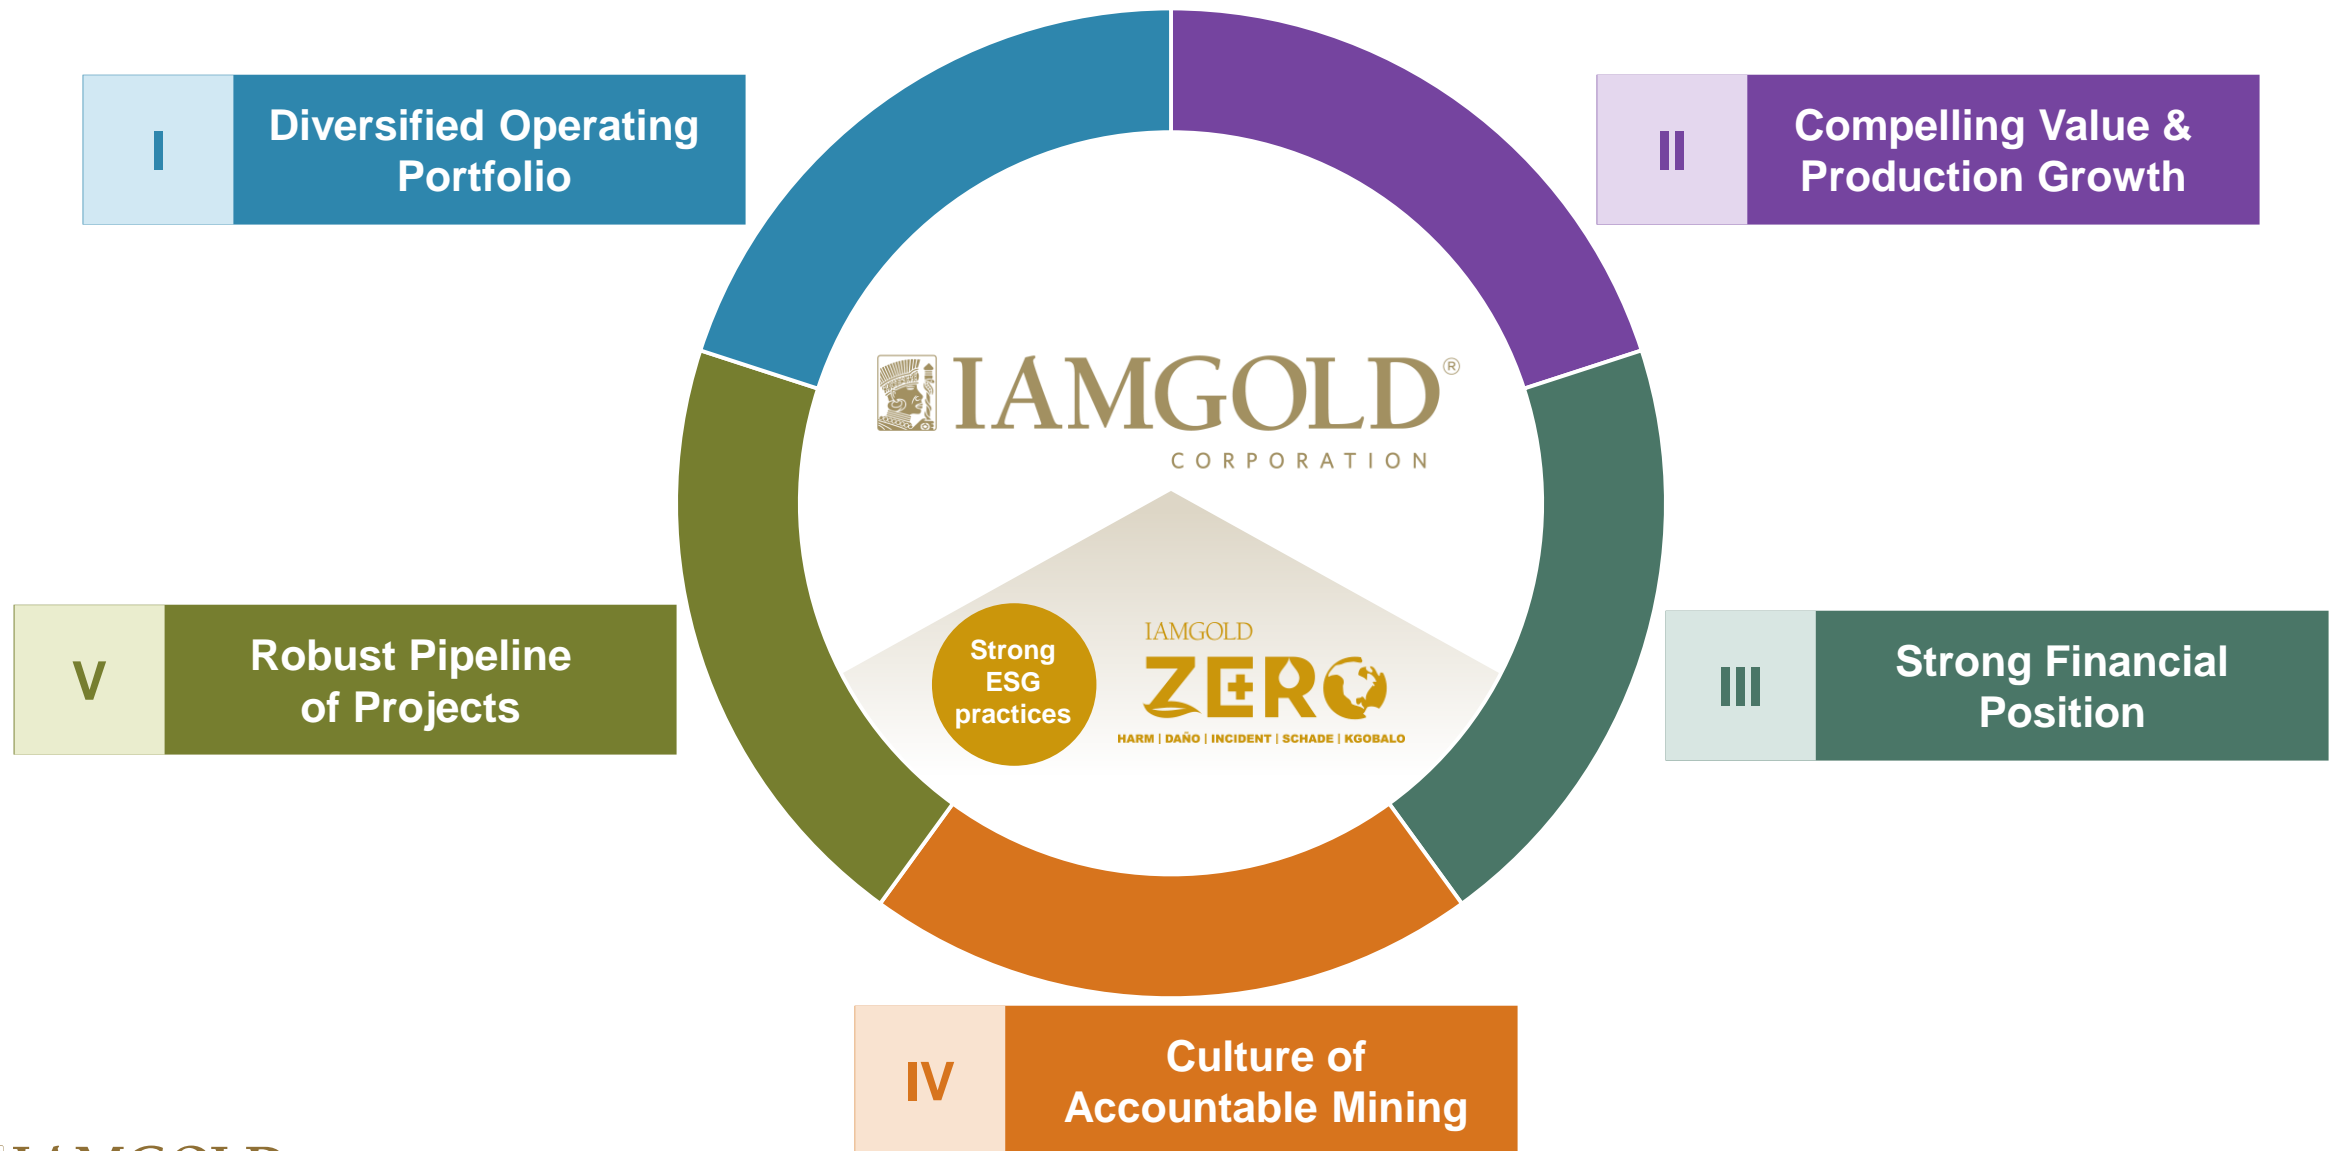 I
Diversified Operating
Portfolio
II
Compelling Value &
Production Growth
IAMGOLD®
CORPORATION
Strong
ESG
practices
IAMGOLD
ZERO
HARM | DAÑO | INCIDENT | SCHADE | KGOBALO
V
Robust Pipeline
of Projects
III
Strong Financial
Position
IV
Culture of
Accountable Mining
IAMGOLD